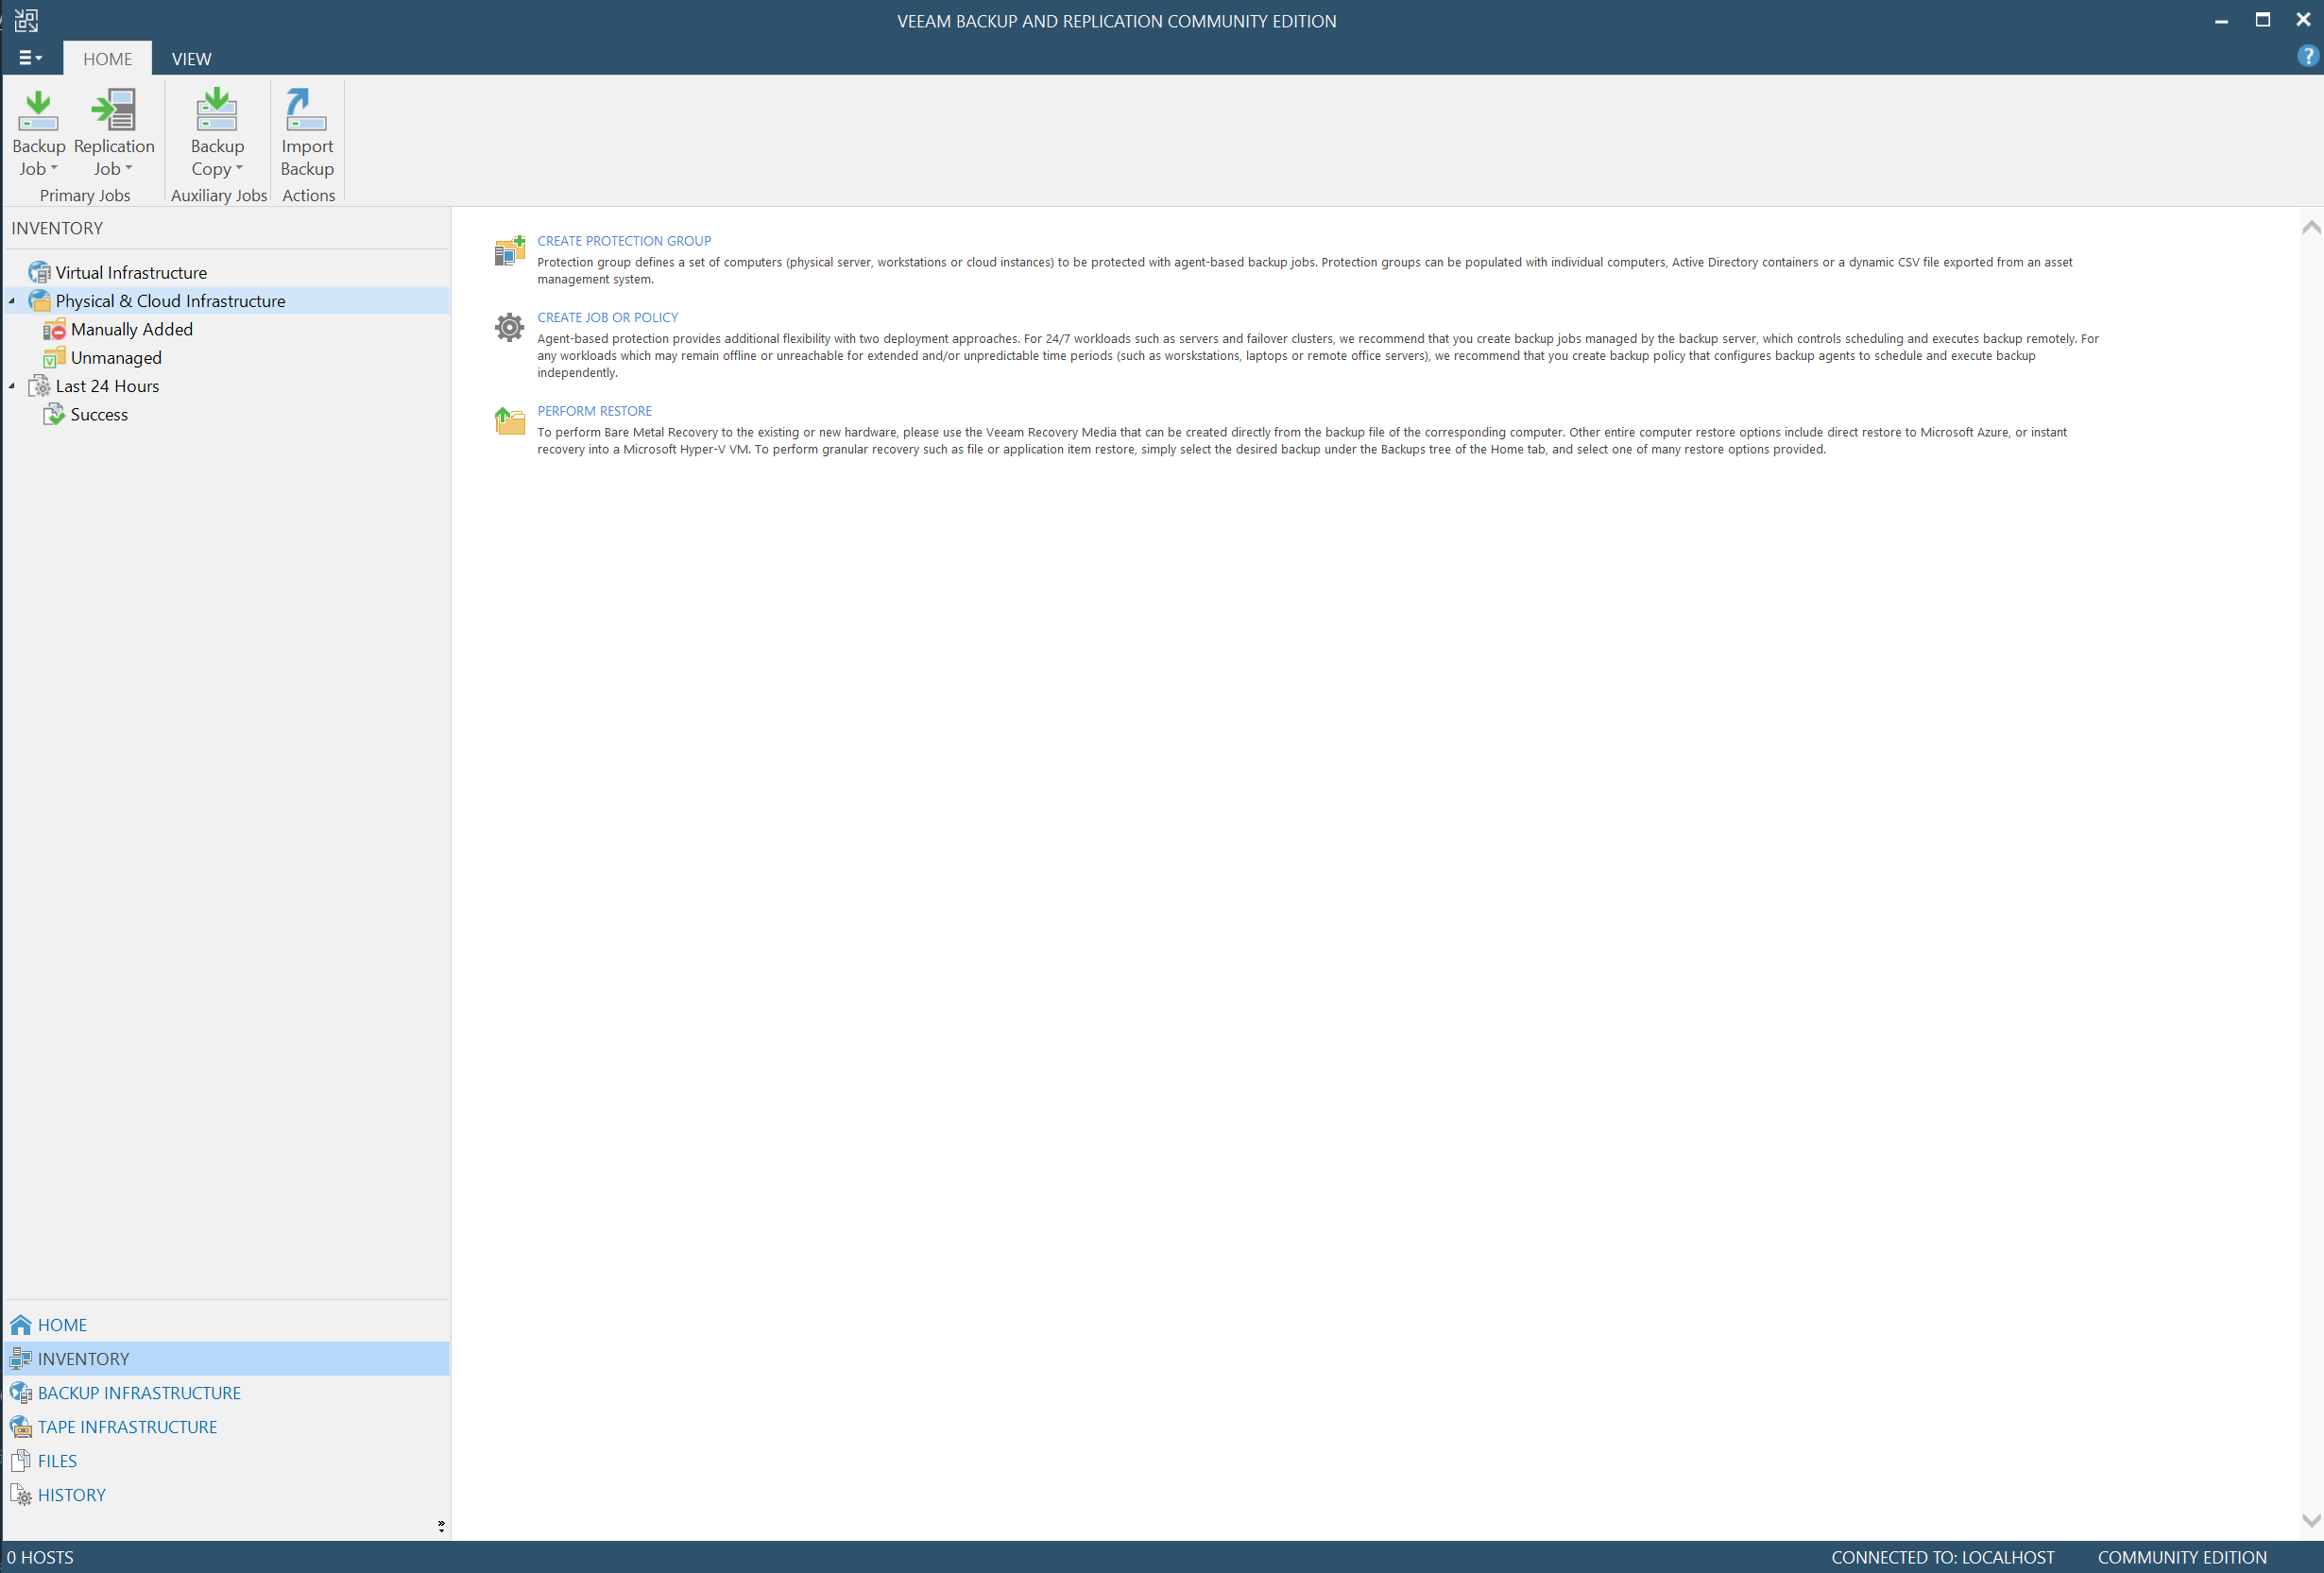 VEEAM BACKUP AND REPLICATION COMMUNITY EDITION
HOME
VIEW
Backup Job
Replication Job
Backup Copy
Import Backup
Primary Jobs
Auxiliary Jobs
Actions
INVENTORY
Virtual Infrastructure
Physical & Cloud Infrastructure
Manually Added
Unmanaged
Last 24 Hours
Success
CREATE PROTECTION GROUP
Protection group defines a set of computers (physical server, workstations or cloud instances) to be protected with agent-based backup jobs. Protection groups can be populated with individual computers, Active Directory containers or a dynamic CSV file exported from an asset
management system.
CREATE JOB OR POLICY
Agent-based protection provides additional flexibility with two deployment approaches. For 24/7 workloads such as servers and failover clusters, we recommend that you create backup jobs managed by the backup server, which controls scheduling and executes backup remotely. For
any workloads which may remain offline or unreachable for extended and/or unpredictable time periods (such as worskstations, laptops or remote office servers), we recommend that you create backup policy that configures backup agents to schedule and execute backup
independently.
PERFORM RESTORE
To perform Bare Metal Recovery to the existing or new hardware, please use the Veeam Recovery Media that can be created directly from the backup file of the corresponding computer. Other entire computer restore options include direct restore to Microsoft Azure, or instant
recovery into a Microsoft Hyper-V VM. To perform granular recovery such as file or application item restore, simply select the desired backup under the Backups tree of the Home tab, and select one of many restore options provided.
HOME
INVENTORY
BACKUP INFRASTRUCTURE
TAPE INFRASTRUCTURE
FILES
HISTORY
0 HOSTS
CONNECTED TO: LOCALHOST
COMMUNITY EDITION